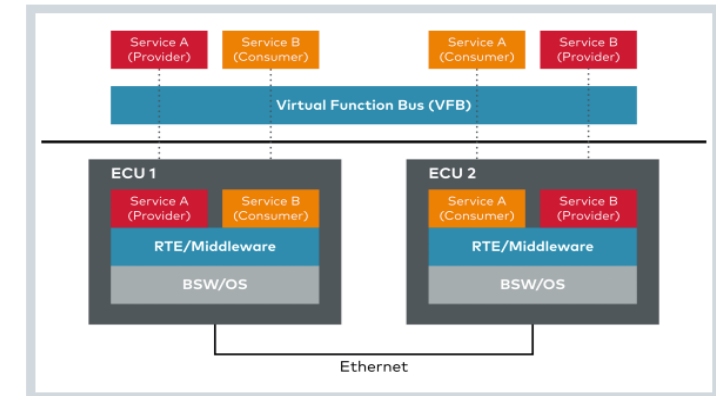 Service A
(Provider)
Service B
(Consumer)
Service A
(Consumer)
Service B
(Provider)
Virtual Function Bus (VFB)
ECU 1
Service A
(Provider)
Service B
(Consumer)
RTE/Middleware
BSW/OS
ECU 2
Service A
(Consumer)
Service B
(Provider)
RTE/Middleware
BSW/OS
Ethernet